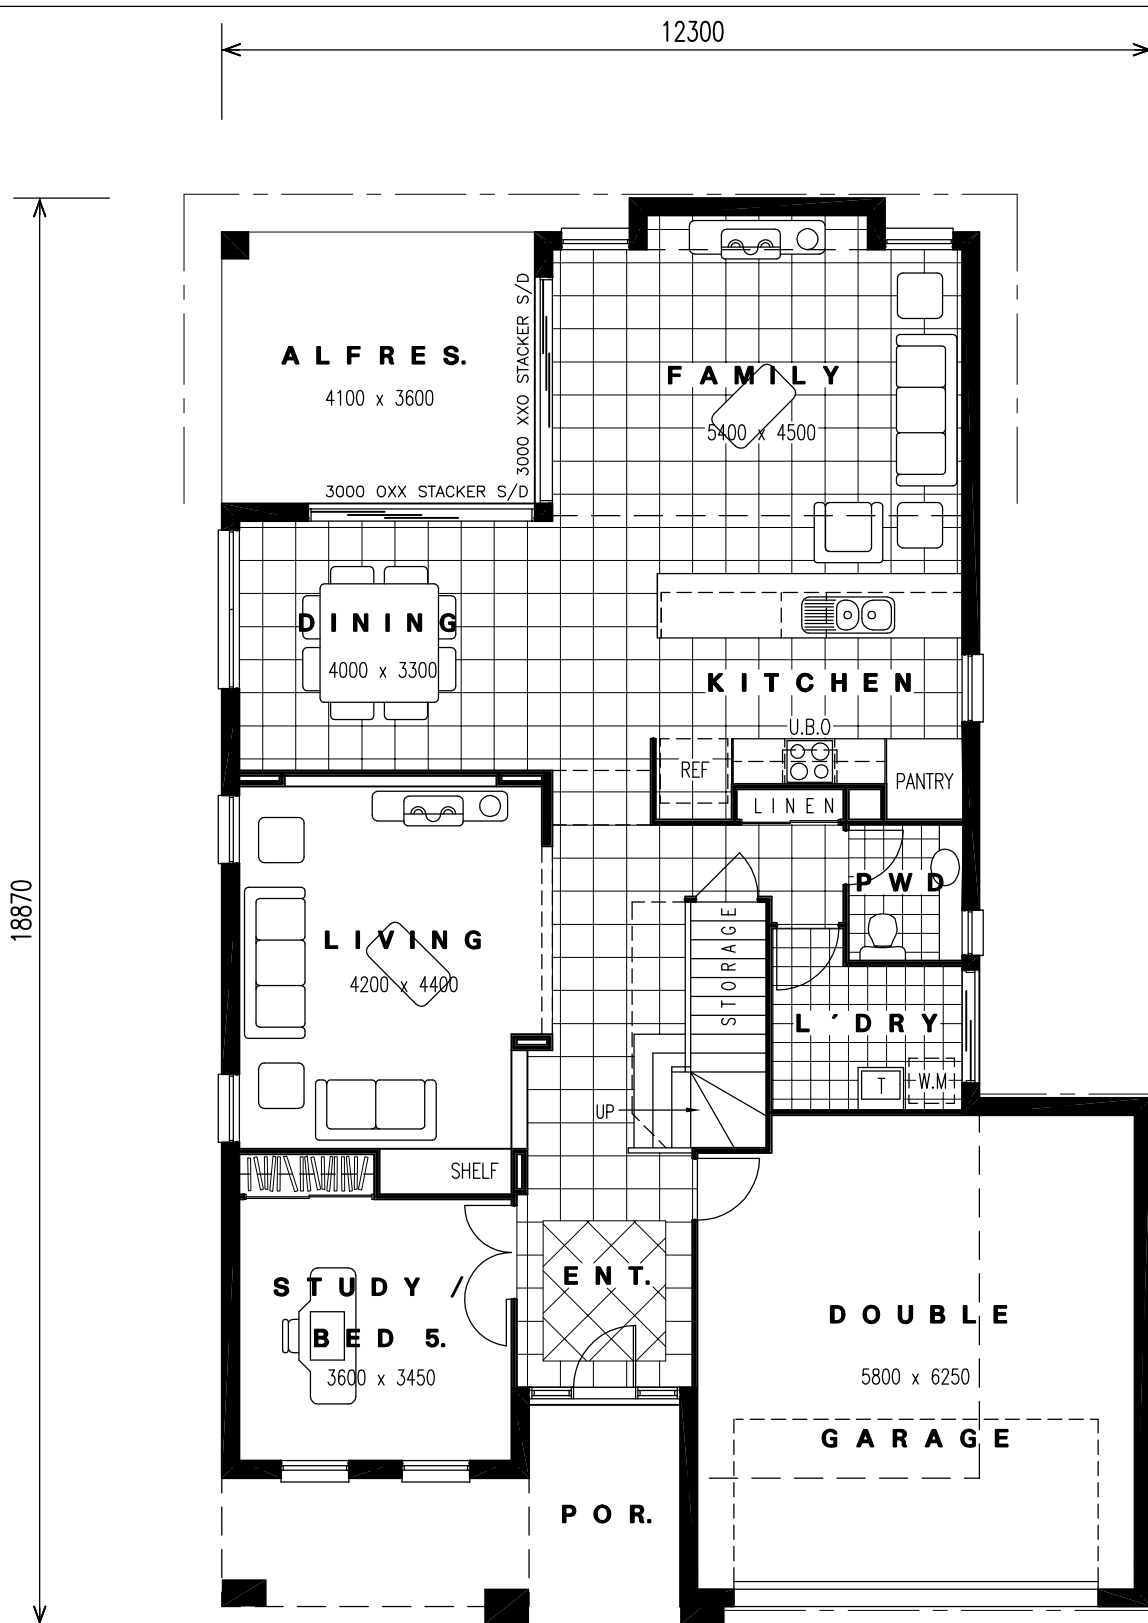 12300
18870
ALFRES.
4100 x 3600
3000 XXO STACKER S/D
3000 OXX STACKER S/D
FAMILY
5400 x 4500
DINING
4000 x 3300
KITCHEN
U.B.O
REF
PANTRY
LINEN
PWD
LIVING
4200 x 4400
STORAGE
L'DRY
T
W.M
UP
SHELF
STUDY /
BED 5.
3600 x 3450
ENT.
DOUBLE
5800 x 6250
GARAGE
POR.